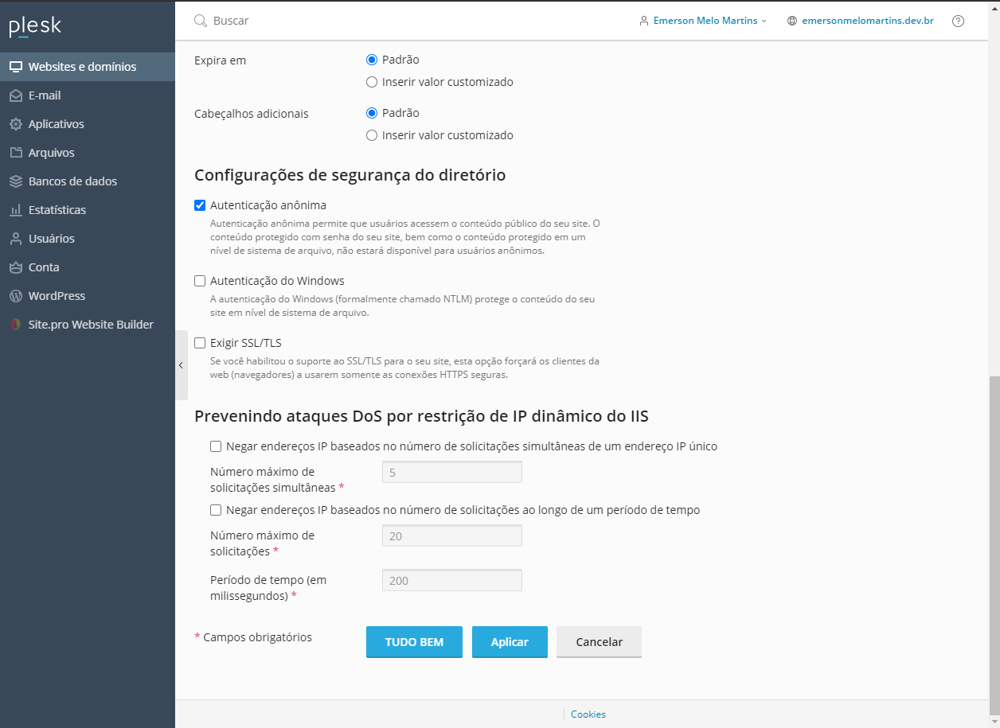 plesk
Buscar
Emerson Melo Martins
emersonmelomartins.dev.br
Websites e domínios
E-mail
Aplicativos
Arquivos
Bancos de dados
Estatísticas
Usuários
Conta
WordPress
Site.pro Website Builder
Expira em
Padrão
Inserir valor customizado
Cabeçalhos adicionais
Padrão
Inserir valor customizado
Configurações de segurança do diretório
Autenticação anônima
Autenticação anônima permite que usuários acessem o conteúdo público do seu site. O
conteúdo protegido com senha do seu site, bem como o conteúdo protegido em um
nível de sistema de arquivo, não estará disponível para usuários anônimos.
Autenticação do Windows
A autenticação do Windows (formalmente chamado NTLM) protege o conteúdo do seu
site em nível de sistema de arquivo.
Exigir SSL/TLS
Se você habilitou o suporte ao SSL/TLS para o seu site, esta opção forçará os clientes da
web (navegadores) a usarem somente as conexões HTTPS seguras.
Prevenindo ataques DoS por restrição de IP dinâmico do IIS
Negar endereços IP baseados no número de solicitações simultâneas de um endereço IP único
Número máximo de
solicitações simultâneas *
5
Negar endereços IP baseados no número de solicitações ao longo de um período de tempo
Número máximo de
solicitações *
20
Período de tempo (em
milissegundos) *
200
* Campos obrigatórios
TUDO BEM
Aplicar
Cancelar
Cookies